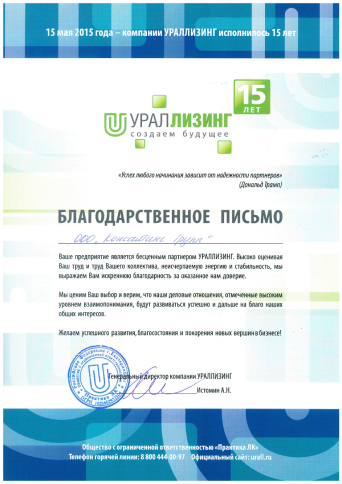 15 мая 2015 года – компании УРАЛЛИЗИНГ исполнилось 15 лет
15
ЛЕТ
УРАЛЛИЗИНГ
создаем будущее
«Успех любого начинания зависит от надежности партнеров»
(Дональд Трамп)
БЛАГОДАРСТВЕННОЕ ПИСЬМО
ООО „Консалтинг Групп"
Ваше предприятие является бесценным партнером УРАЛЛИЗИНГ. Высоко оценивая
Ваш труд и труд Вашего коллектива, неисчерпаемую энергию и стабильность, мы
выражаем Вам искреннюю благодарность за оказанное нам доверие.
Мы ценим Ваш выбор и верим, что наши деловые отношения, отмеченные высоким
уровнем взаимопонимания, будут развиваться успешно и дальше на благо наших
общих интересов.
Желаем успешного развития, благосостояния и покорения новых вершин в бизнесе!
Генеральный директор компании УРАЛЛИЗИНГ
Истомин А.Н.
Общество с ограниченной ответственностью «Практика ЛК»
Телефон горячей линии: 8 800 444-00-97 Официальный сайт: urall.ru